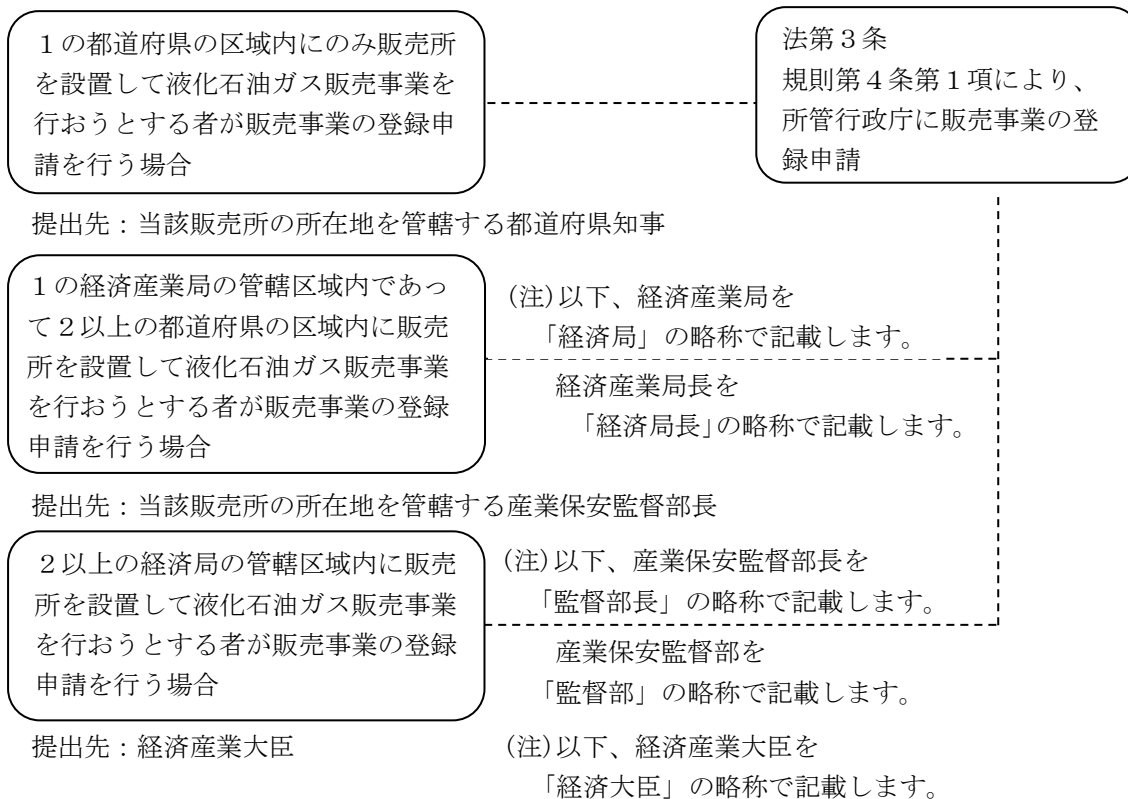 １の都道府県の区域内にのみ販売所
を設置して液化石油ガス販売事業を
行おうとする者が販売事業の登録申
請を行う場合
法第３条
規則第４条第１項により、
所管行政庁に販売事業の登
録申請
提出先：当該販売所の所在地を管轄する都道府県知事
１の経済産業局の管轄区域内であっ
て２以上の都道府県の区域内に販売
所を設置して液化石油ガス販売事業
を行おうとする者が販売事業の登録
申請を行う場合
(注)以下、経済産業局を
「経済局」の略称で記載します。
経済産業局長を
「経済局長」の略称で記載します。
提出先：当該販売所の所在地を管轄する産業保安監督部長
２以上の経済局の管轄区域内に販売
所を設置して液化石油ガス販売事業
を行おうとする者が販売事業の登録
申請を行う場合
(注)以下、産業保安監督部長を
「監督部長」の略称で記載します。
産業保安監督部を
「監督部」の略称で記載します。
提出先：経済産業大臣
(注)以下、経済産業大臣を
「経済大臣」の略称で記載します。